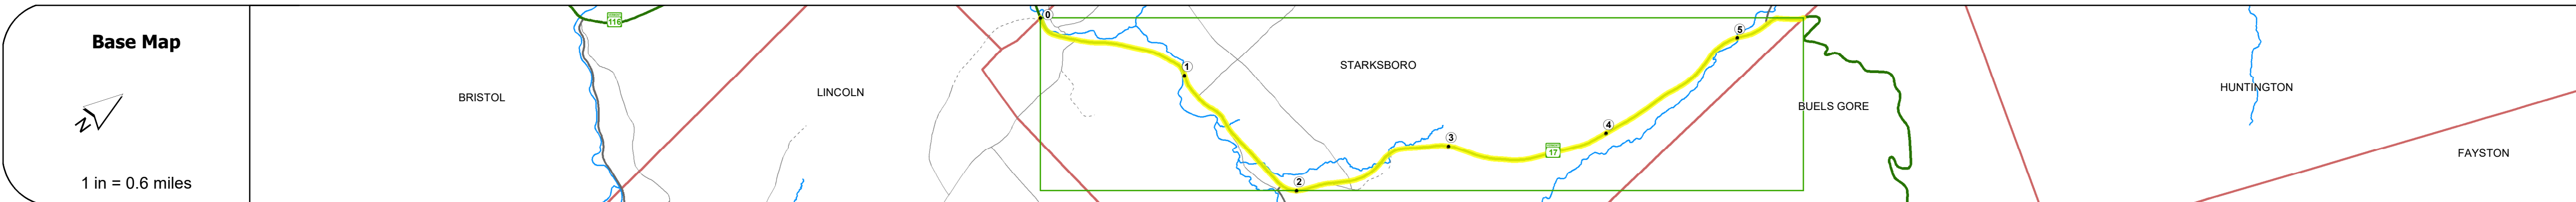 Base Map
N
1 in = 0.6 miles
116
BRISTOL
LINCOLN
0
1
STARKSBORO
2
3
17
4
5
BUELS GORE
HUNTINGTON
FAYSTON